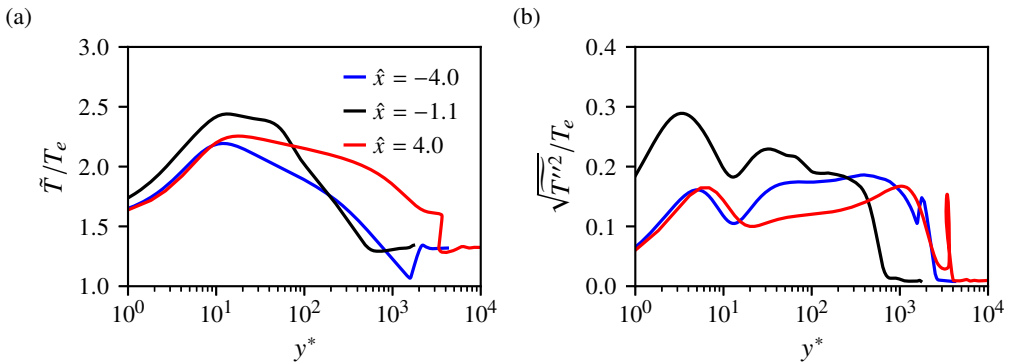 (a)
3.0
2.5
2.0
1.5
1.0
T̃/Tₑ
x̂ = −4.0
x̂ = −1.1
x̂ = 4.0
10⁰ 10¹ 10² 10³ 10⁴
y*
(b)
0.4
0.3
0.2
0.1
0.0
√T″²/Tₑ
10⁰ 10¹ 10² 10³ 10⁴
y*